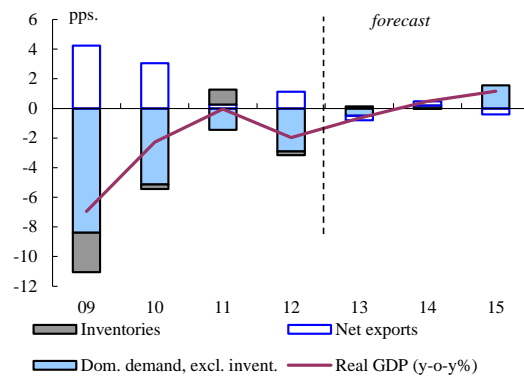 pps.
forecast
6
4
2
0
-2
-4
-6
-8
-10
-12
09 10 11 12 13 14 15
Inventories Net exports
Dom. demand, excl. invent. Real GDP (y-o-y%)